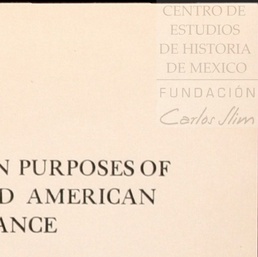 CENTRO DE
ESTUDIOS
DE HISTORIA
DE MEXICO
FUNDACIÓN
Carlos Slim
N PURPOSES OF
D AMERICAN
ANCE